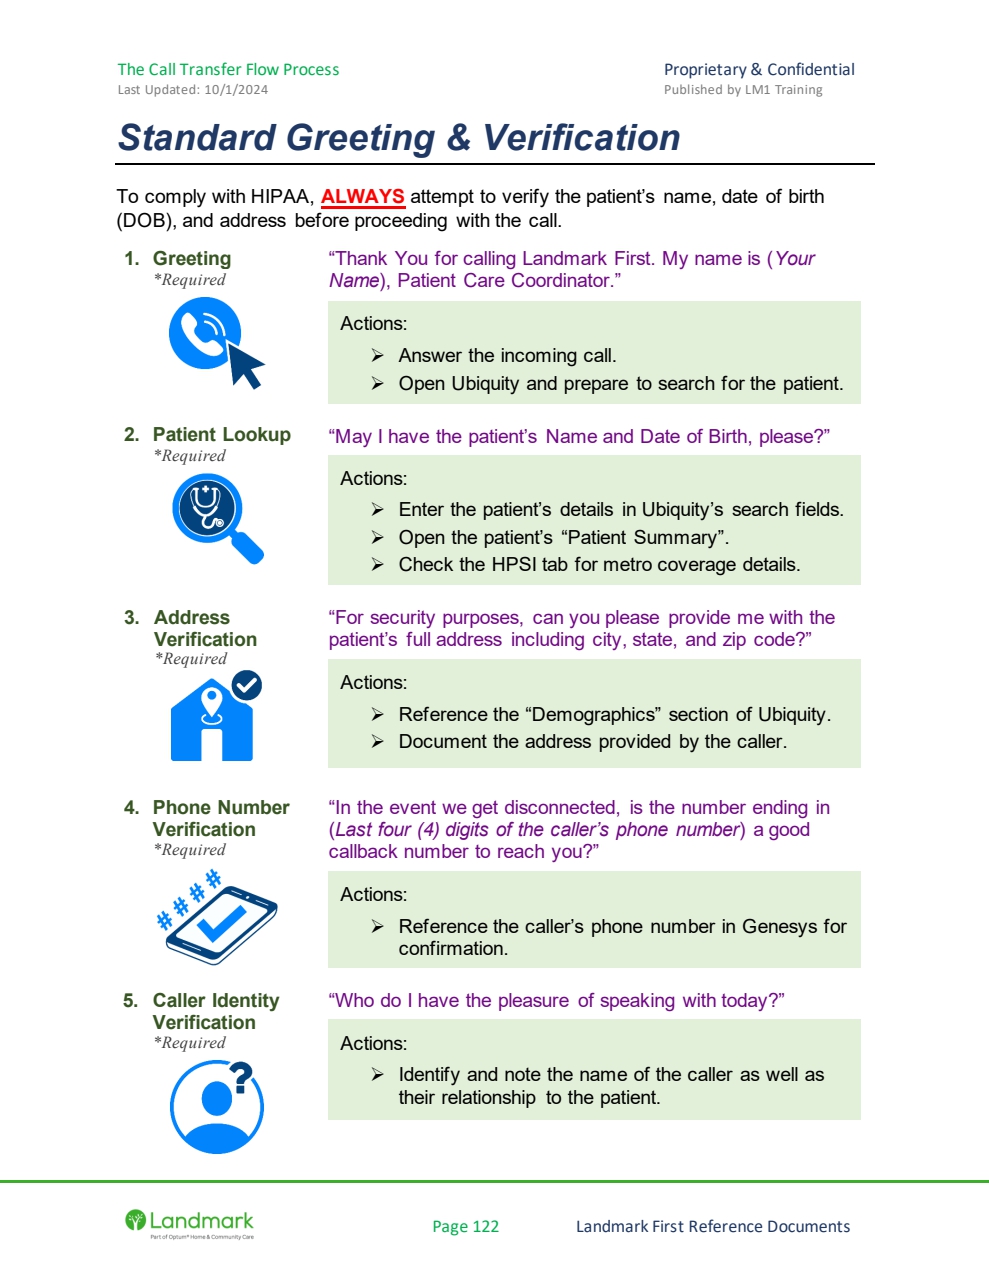 The Call Transfer Flow Process
Proprietary & Confidential
Last Updated: 10/1/2024
Published by LM1 Training
Standard Greeting & Verification
To comply with HIPAA, ALWAYS attempt to verify the patient’s name, date of birth
(DOB), and address before proceeding with the call.
1. Greeting
*Required
“Thank You for calling Landmark First. My name is (Your
Name), Patient Care Coordinator.”
Actions:
➢ Answer the incoming call.
➢ Open Ubiquity and prepare to search for the patient.
2. Patient Lookup
*Required
“May I have the patient’s Name and Date of Birth, please?”
Actions:
➢ Enter the patient’s details in Ubiquity’s search fields.
➢ Open the patient’s “Patient Summary”.
➢ Check the HPSI tab for metro coverage details.
3. Address
Verification
*Required
“For security purposes, can you please provide me with the
patient’s full address including city, state, and zip code?”
Actions:
➢ Reference the “Demographics” section of Ubiquity.
➢ Document the address provided by the caller.
4. Phone Number
Verification
*Required
“In the event we get disconnected, is the number ending in
(Last four (4) digits of the caller’s phone number) a good
callback number to reach you?”
####
Actions:
➢ Reference the caller’s phone number in Genesys for
confirmation.
5. Caller Identity
Verification
*Required
“Who do I have the pleasure of speaking with today?”
?
Actions:
➢ Identify and note the name of the caller as well as
their relationship to the patient.
Landmark
Part of Optum® Home & Community Care
Page 122
Landmark First Reference Documents